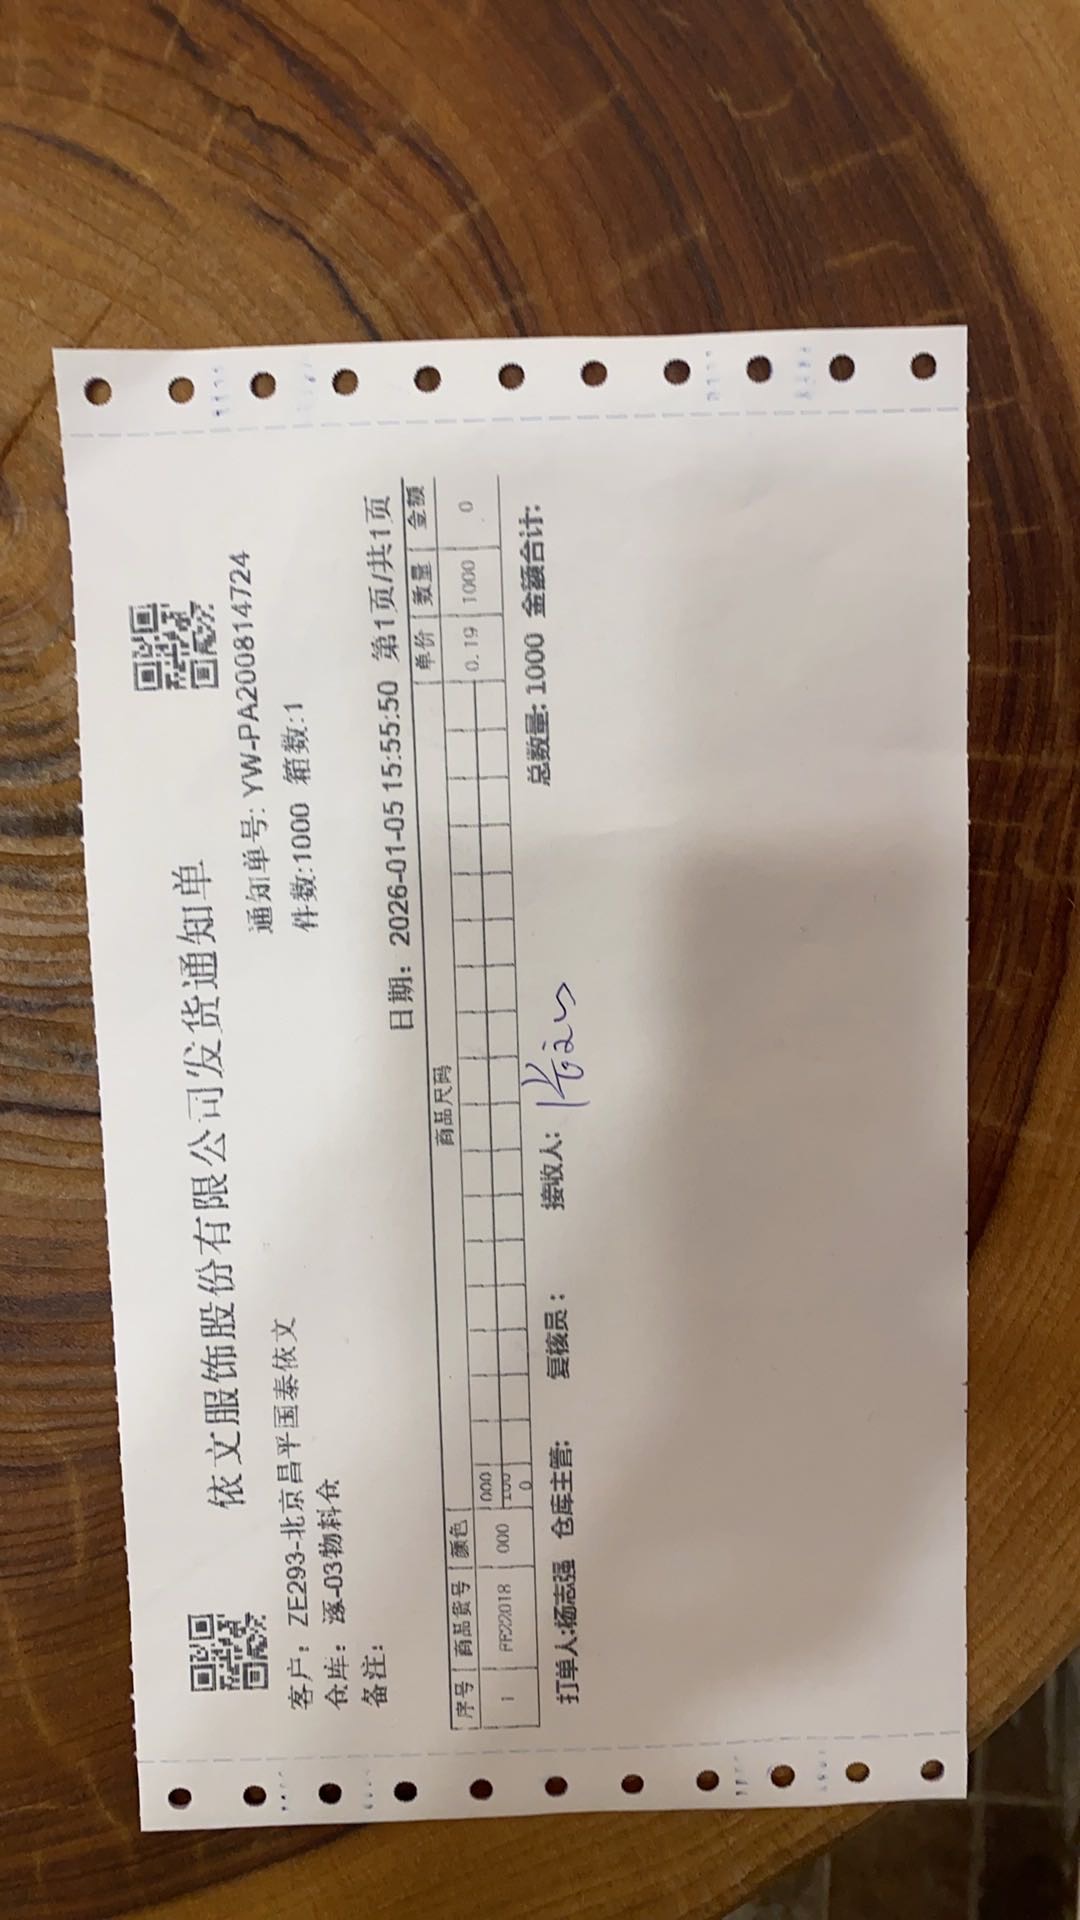 依文服饰股份有限公司发货通知单
通知单号: YW-PA200814724
客户: ZE293-北京昌平国泰依文
件数:1000 箱数:1
仓库: 涿-03物料仓
备注:
日期: 2026-01-05 15:55:50 第1页/共1页
序号 商品货号 颜色 商品尺码 单价 数量 金额
000
1 000 1000 0.19 1000 0
总数量: 1000 金额合计:
打单人:杨志强 仓库主管: 复核员: 接收人: